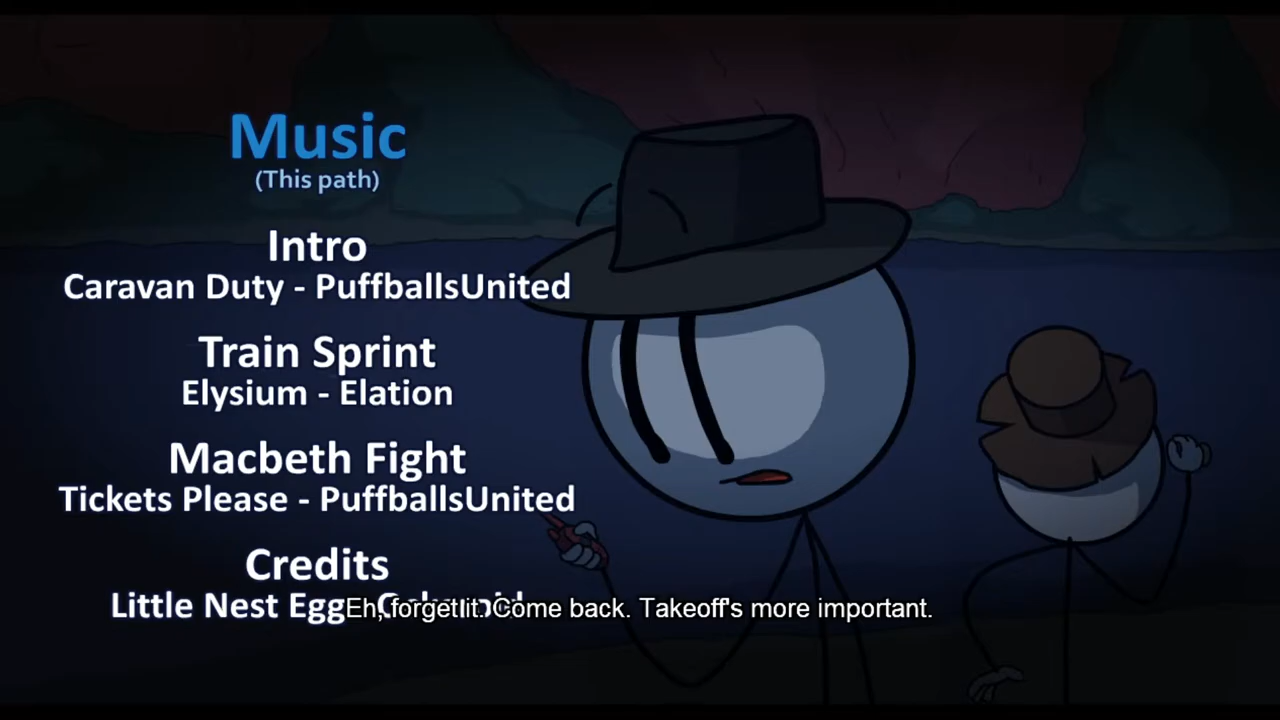 Music
(This path)
Intro
Caravan Duty - PuffballsUnited
Train Sprint
Elysium - Elation
Macbeth Fight
Tickets Please - PuffballsUnited
Credits
Little Nest Egg
Eh, forget it. Come back. Takeoff's more important.